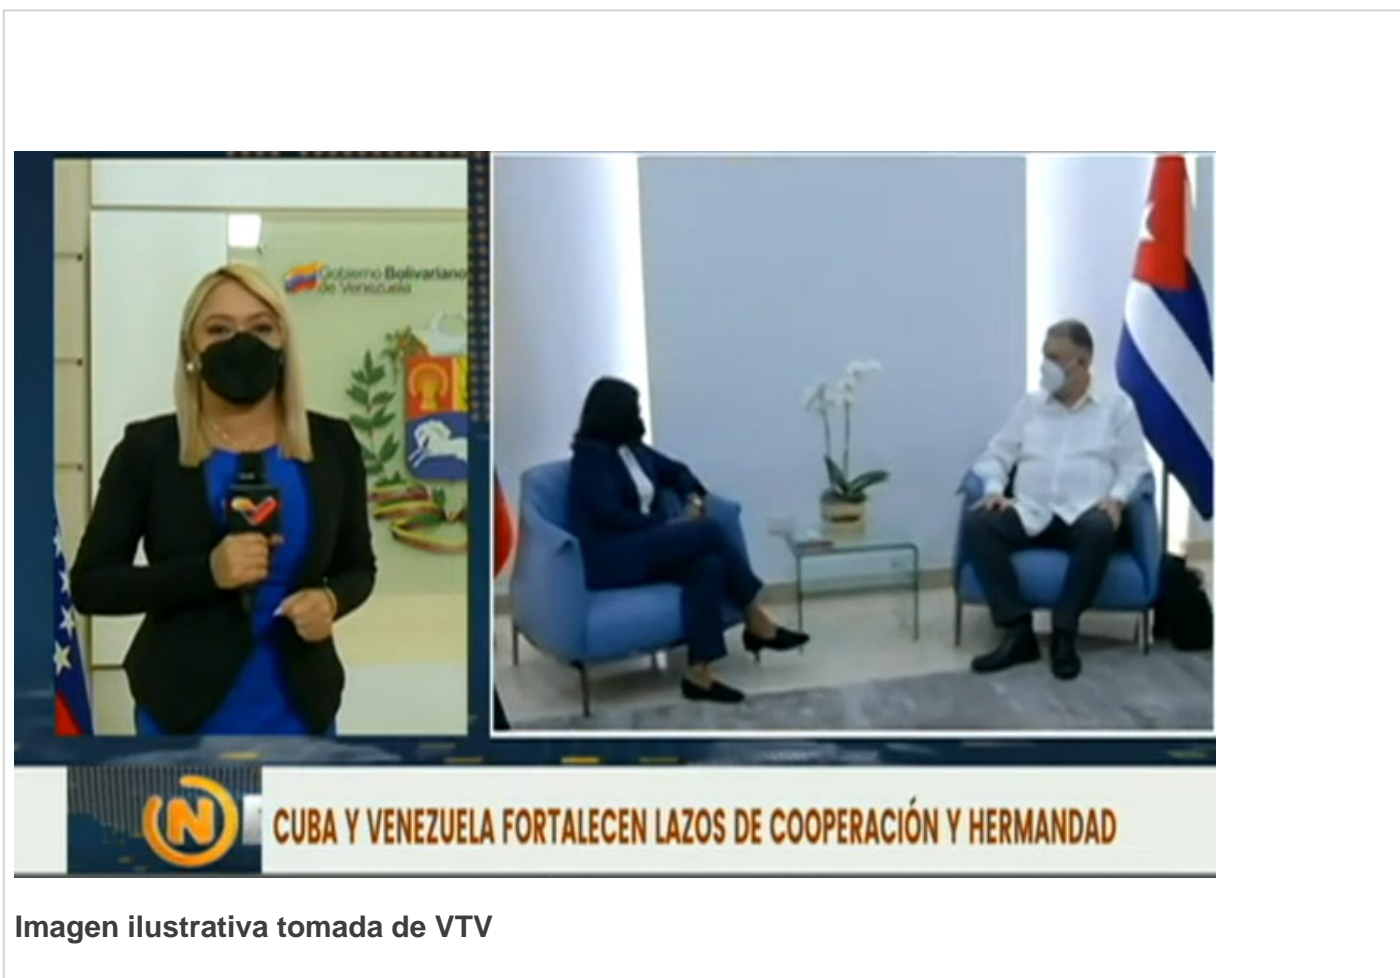 Gobierno Bolivariano
de Venezuela
N
CUBA Y VENEZUELA FORTALECEN LAZOS DE COOPERACIÓN Y HERMANDAD
Imagen ilustrativa tomada de VTV